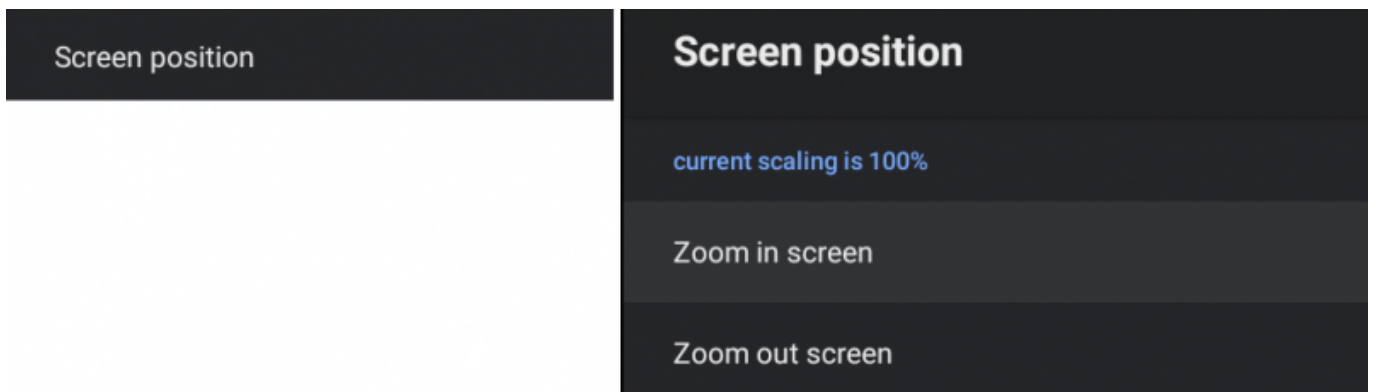 Screen position
Screen position
current scaling is 100%
Zoom in screen
Zoom out screen